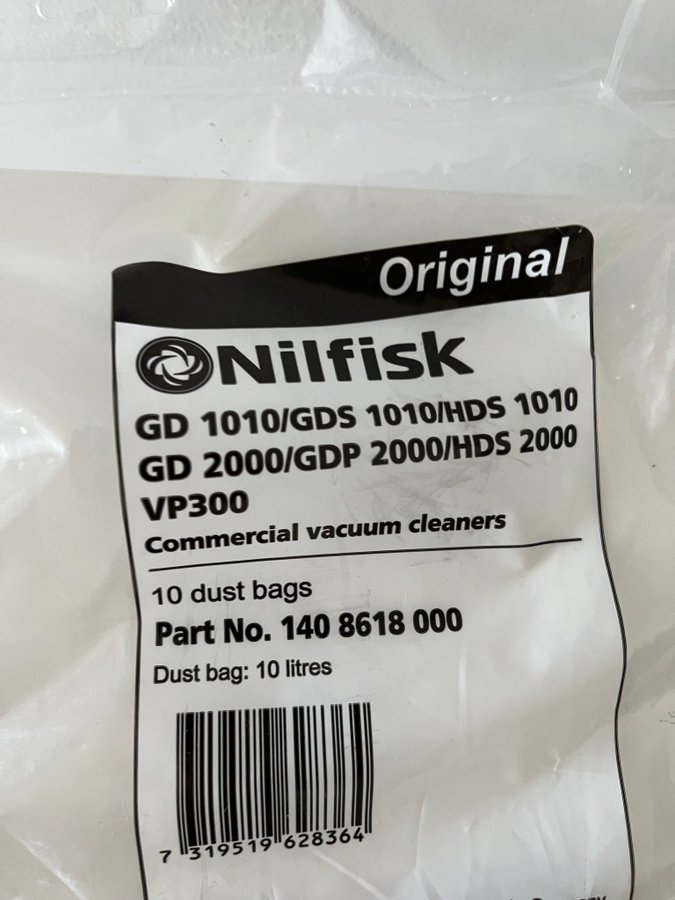 Original
Nilfisk
GD 1010/GDS 1010/HDS 1010
GD 2000/GDP 2000/HDS 2000
VP300
Commercial vacuum cleaners
10 dust bags
Part No. 140 8618 000
Dust bag: 10 litres
7 319519 628364